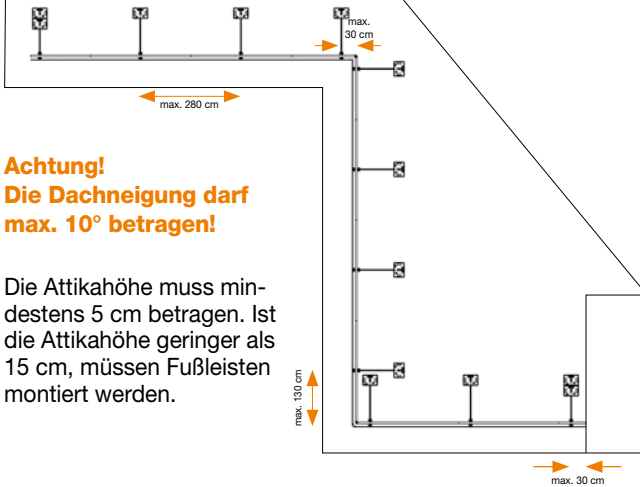 max.
30 cm
max. 280 cm
Achtung!
Die Dachneigung darf
max. 10° betragen!
Die Attikahöhe muss min-
destens 5 cm betragen. Ist
die Attikahöhe geringer als
15 cm, müssen Fußleisten
montiert werden.
max. 130 cm
max. 30 cm